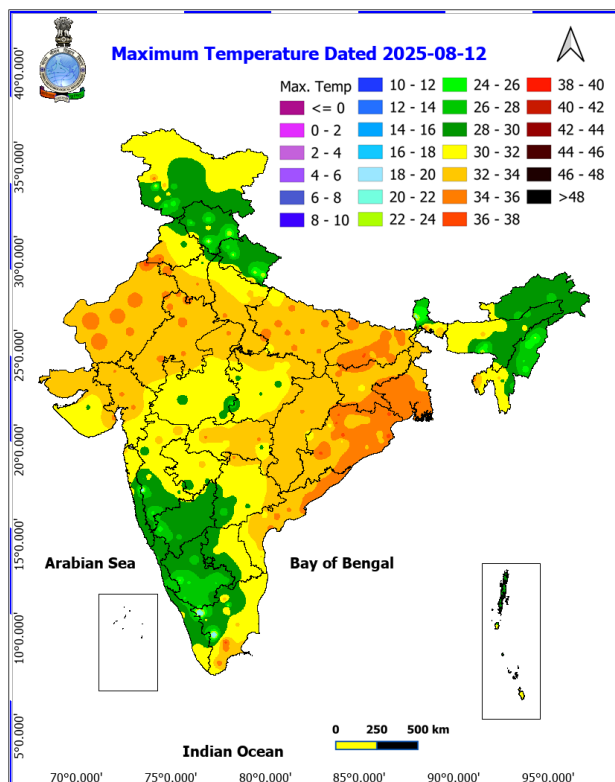 Maximum Temperature Dated 2025-08-12
Max. Temp
<= 0
0 - 2
2 - 4
4 - 6
6 - 8
8 - 10
10 - 12
12 - 14
14 - 16
16 - 18
18 - 20
20 - 22
22 - 24
24 - 26
26 - 28
28 - 30
30 - 32
32 - 34
34 - 36
36 - 38
38 - 40
40 - 42
42 - 44
44 - 46
46 - 48
>48
40°0.000'
35°0.000'
30°0.000'
25°0.000'
20°0.000'
15°0.000'
10°0.000'
5°0.000'
Arabian Sea
Bay of Bengal
Indian Ocean
0 250 500 km
70°0.000' 75°0.000' 80°0.000' 85°0.000' 90°0.000' 95°0.000'